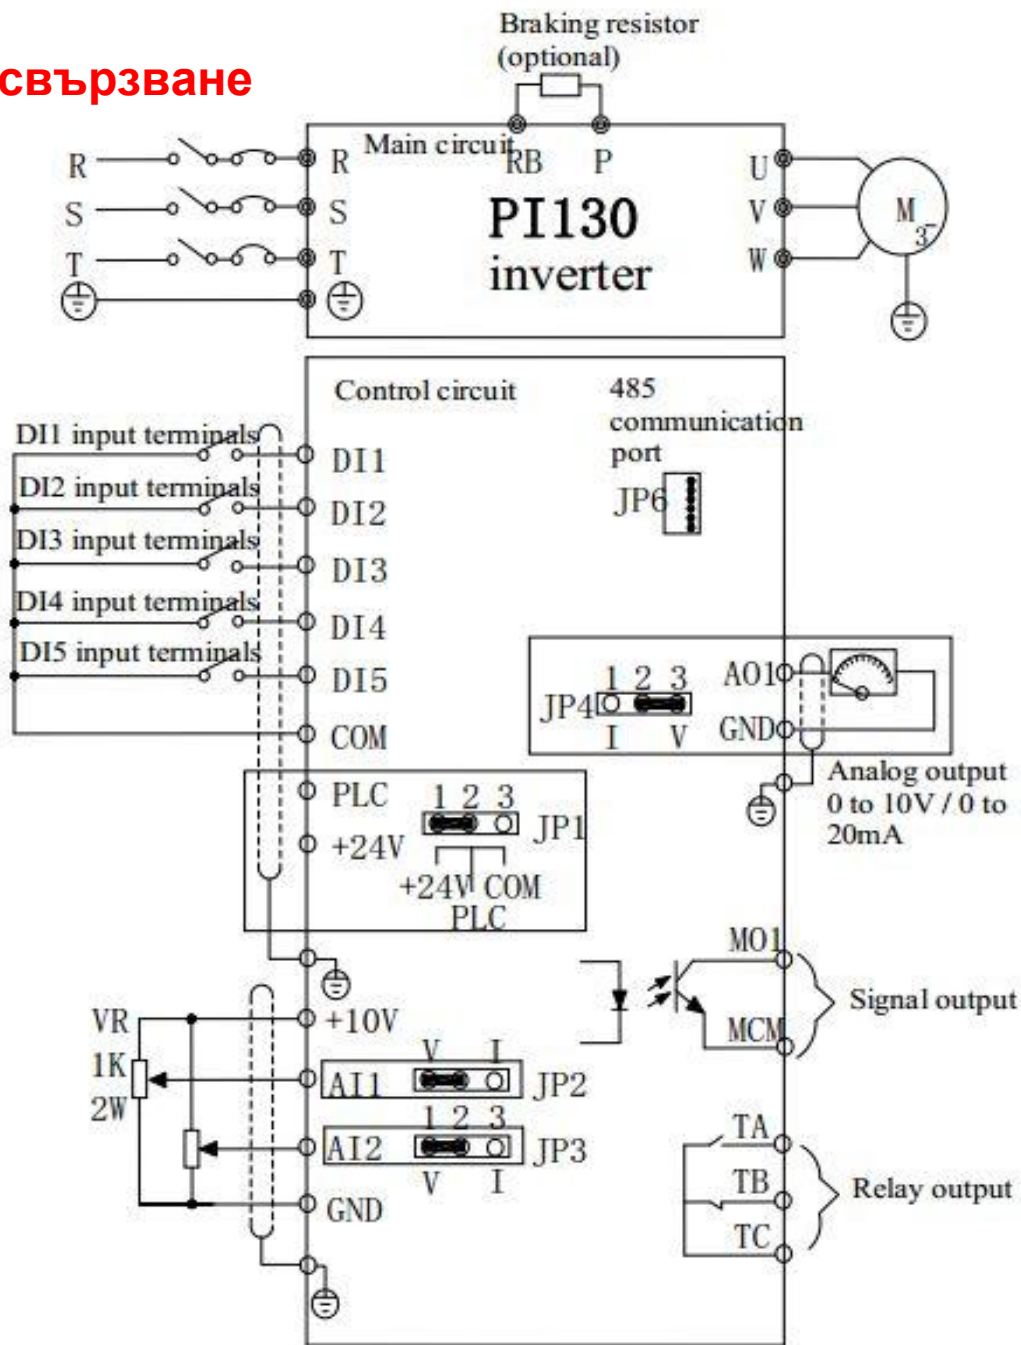 Braking resistor
(optional)
свързване
Main circuit
R
R
RB
P
U
S
S
PI130
V
M
3~
T
T
inverter
W
Control circuit
485
communication
port
JP6
DI1 input terminals
DI1
DI2 input terminals
DI2
DI3 input terminals
DI3
DI4 input terminals
DI4
DI5 input terminals
DI5
COM
1 2 3
JP4
I V
AO1
GND
Analog output
0 to 10V / 0 to
20mA
PLC
+24V
1 2 3
JP1
+24V COM
PLC
MO1
MCM
Signal output
VR
1K
2W
+10V
V I
AI1
JP2
1 2 3
AI2
JP3
V I
GND
TA
TB
TC
Relay output